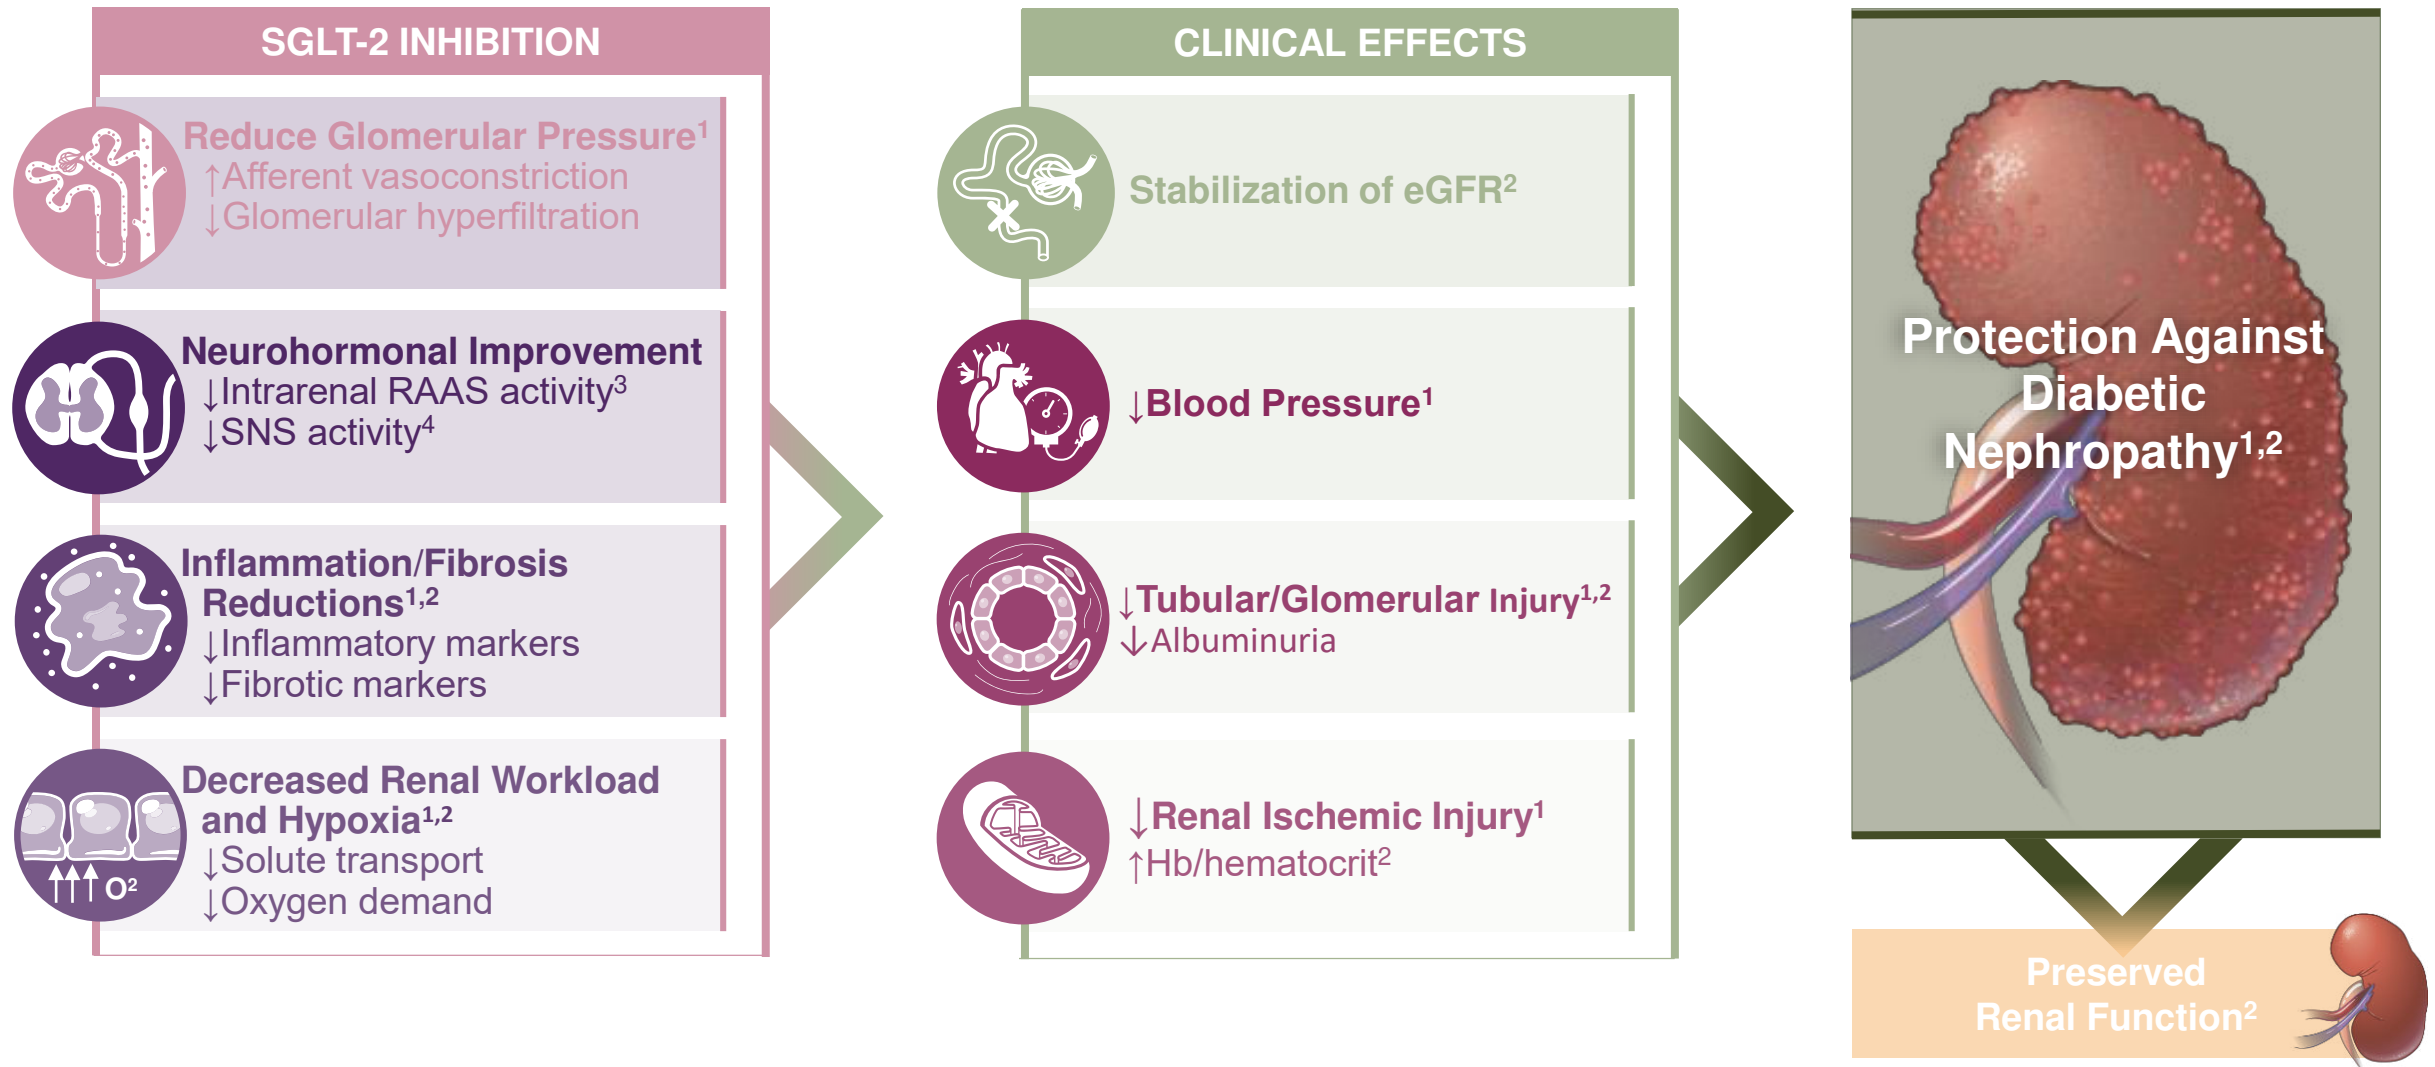 SGLT-2 INHIBITION
Reduce Glomerular Pressure¹
↑Afferent vasoconstriction
↓Glomerular hyperfiltration
Neurohormonal Improvement
↓Intrarenal RAAS activity³
↓SNS activity⁴
Inflammation/Fibrosis
Reductions¹,²
↓Inflammatory markers
↓Fibrotic markers
Decreased Renal Workload
and Hypoxia¹,²
↓Solute transport
↓Oxygen demand
O²
CLINICAL EFFECTS
Stabilization of eGFR²
↓Blood Pressure¹
↓Tubular/Glomerular Injury¹,²
↓Albuminuria
↓Renal Ischemic Injury¹
↑Hb/hematocrit²
Protection Against
Diabetic
Nephropathy¹,²
Preserved
Renal Function²